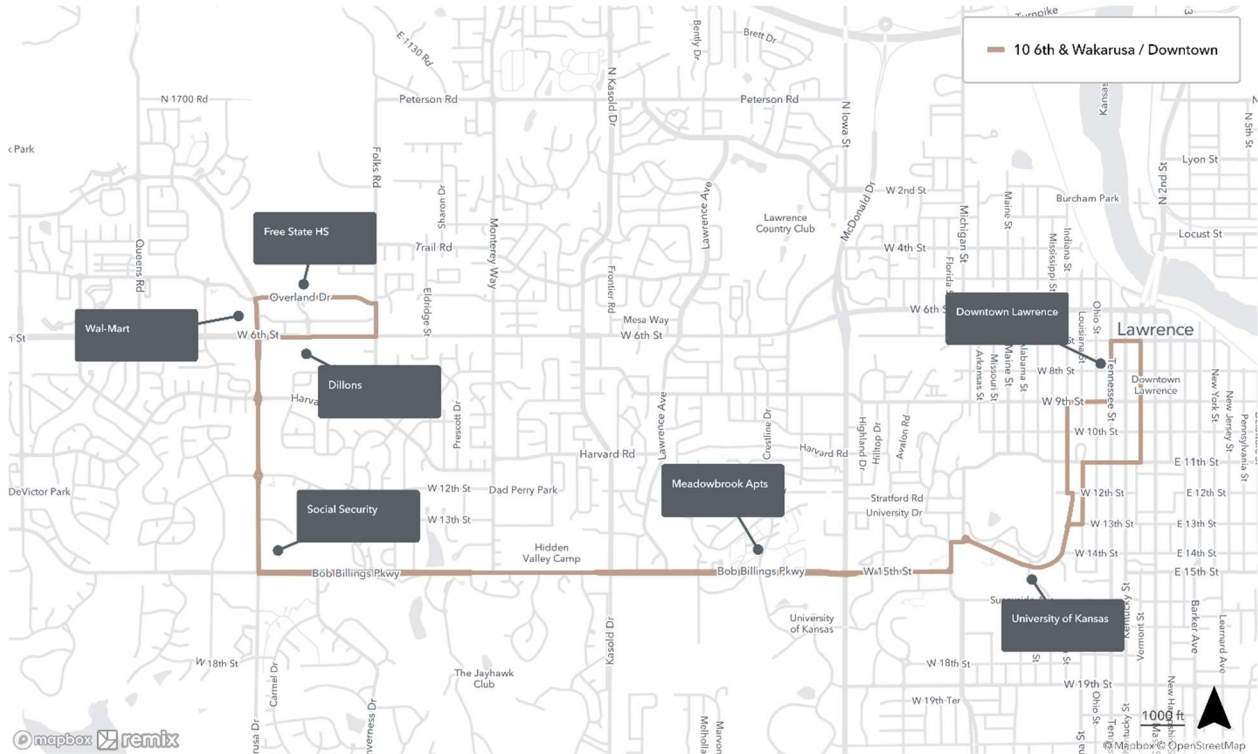 Turnpike
10 6th & Wakarusa / Downtown
E 1130 Rd
Bently Dr
Brett Dr
N Kasold Dr
Kansas
N 1700 Rd
Peterson Rd
Peterson Rd
N Iowa St
N 5th St
Park
Folks Rd
Lyon St
N 2nd St
W 2nd St
Sharon Dr
Lawrence Ave
McDonald Dr
Michigan St
Maine St
Burcham Park
Free State HS
Lawrence
Country Club
Indiana St
Mississippi St
Locust St
Queens Rd
Trail Rd
Monterey Way
W 4th St
Florida
Frontier Rd
Overland Dr
Eldridge St
Mesa Way
W 6th St
Downtown Lawrence
Ohio St
Louisiana St
Lawrence
Wal-Mart
W 6th St
W 6th St
Dillons
Arkansas St
Missouri St
Maine St
Alabama St
W 8th St
Tennessee St
Downtown
Lawrence
New York St
New Jersey St
Pennsylvania St
Harva
Prescott Dr
Lawrence Ave
Crestline Dr
W 9th St
W 10th St
Highland Dr
Hilltop Dr
Avalon Rd
Harvard Rd
Harvard Rd
E 11th St
DeVictor Park
Meadowbrook Apts
W 12th St
Dad Perry Park
Stratford Rd
W 12th St
E 12th St
Social Security
W 13th St
University Dr
W 13th St
E 13th St
Hidden
Valley Camp
W 14th St
E 14th St
Bob Billings Pkwy
Bob Billings Pkwy
W 15th St
E 15th St
University of Kansas
University
of Kansas
Kentucky St
Vermont St
Barker Ave
Learnard Ave
Kasold Dr
W 18th St
Carmel Dr
The Jayhawk
Club
W 18th St
W 19th St
W 19th Ter
Ohio St
1000 ft
mapbox remix
© Mapbox © OpenStreetMap